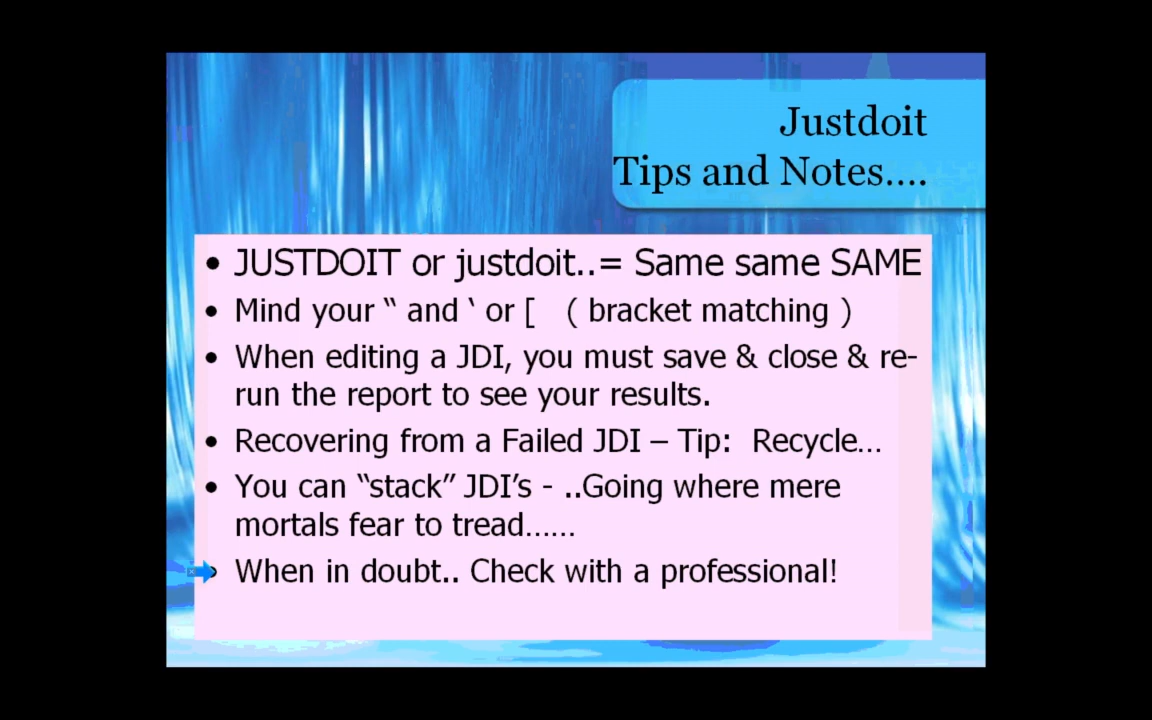 Justdoit
Tips and Notes....
• JUSTDOIT or justdoit..= Same same SAME
• Mind your “ and ‘ or [   ( bracket matching )
• When editing a JDI, you must save & close & re-
run the report to see your results.
• Recovering from a Failed JDI – Tip:  Recycle...
• You can “stack” JDI’s - ..Going where mere
mortals fear to tread......
• When in doubt.. Check with a professional!